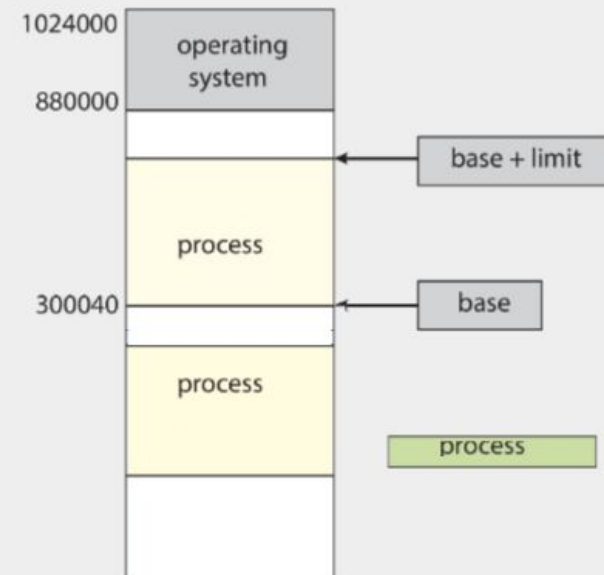 1024000
operating
system
880000
base + limit
process
300040
base
process
process